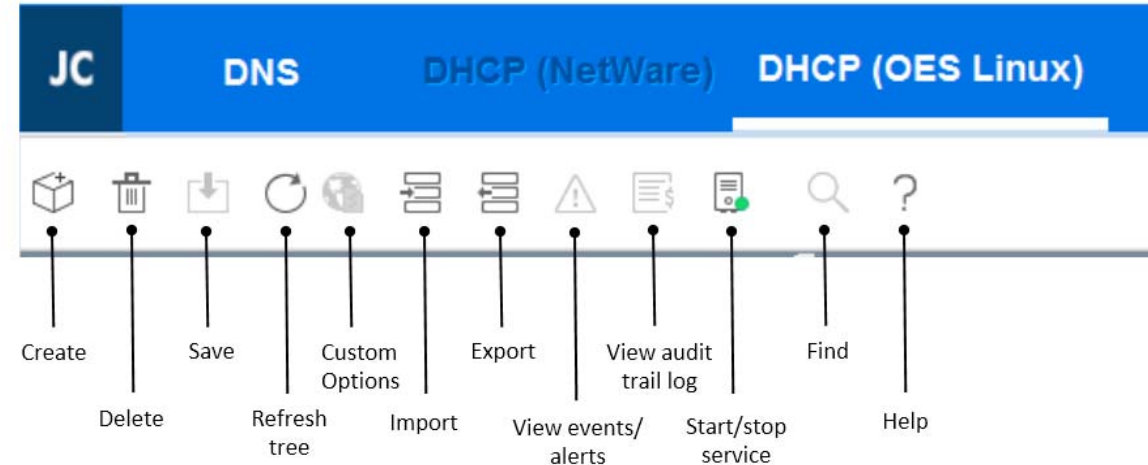 JC DNS DHCP (NetWare) DHCP (OES Linux)
Create
Delete
Save
Refresh
tree
Custom
Options
Import
Export
View events/
alerts
View audit
trail log
Start/stop
service
Find
Help